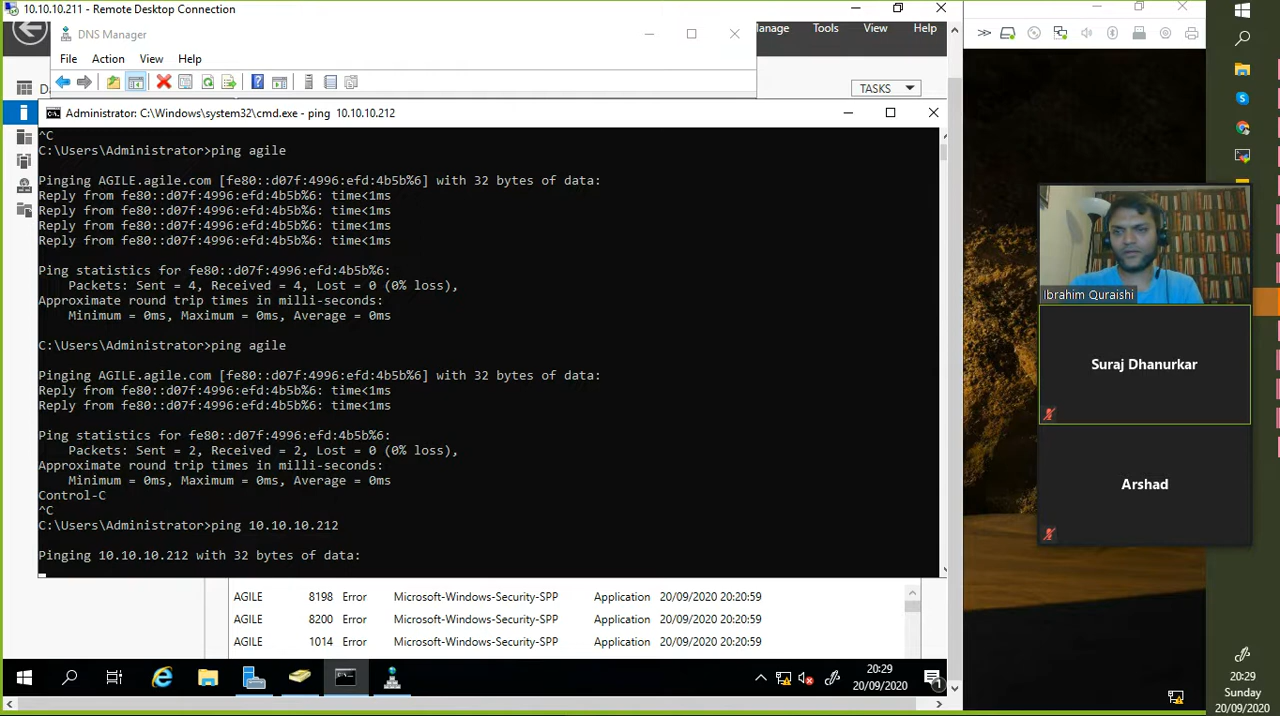 10.10.10.211 - Remote Desktop Connection
DNS Manager
File Action View Help
Manage Tools View Help
TASKS
Administrator: C:\Windows\system32\cmd.exe - ping 10.10.10.212
^C
C:\Users\Administrator>ping agile
Pinging AGILE.agile.com [fe80::d07f:4996:efd:4b5b%6] with 32 bytes of data:
Reply from fe80::d07f:4996:efd:4b5b%6: time<1ms
Reply from fe80::d07f:4996:efd:4b5b%6: time<1ms
Reply from fe80::d07f:4996:efd:4b5b%6: time<1ms
Reply from fe80::d07f:4996:efd:4b5b%6: time<1ms
Ping statistics for fe80::d07f:4996:efd:4b5b%6:
Packets: Sent = 4, Received = 4, Lost = 0 (0% loss),
Approximate round trip times in milli-seconds:
Minimum = 0ms, Maximum = 0ms, Average = 0ms
C:\Users\Administrator>ping agile
Pinging AGILE.agile.com [fe80::d07f:4996:efd:4b5b%6] with 32 bytes of data:
Reply from fe80::d07f:4996:efd:4b5b%6: time<1ms
Reply from fe80::d07f:4996:efd:4b5b%6: time<1ms
Ping statistics for fe80::d07f:4996:efd:4b5b%6:
Packets: Sent = 2, Received = 2, Lost = 0 (0% loss),
Approximate round trip times in milli-seconds:
Minimum = 0ms, Maximum = 0ms, Average = 0ms
Control-C
^C
C:\Users\Administrator>ping 10.10.10.212
Pinging 10.10.10.212 with 32 bytes of data:
AGILE 8198 Error Microsoft-Windows-Security-SPP Application 20/09/2020 20:20:59
AGILE 8200 Error Microsoft-Windows-Security-SPP Application 20/09/2020 20:20:59
AGILE 1014 Error Microsoft-Windows-Security-SPP Application 20/09/2020 20:20:59
20:29
20/09/2020
1
Ibrahim Quraishi
Suraj Dhanurkar
Arshad
20:29
Sunday
20/09/2020